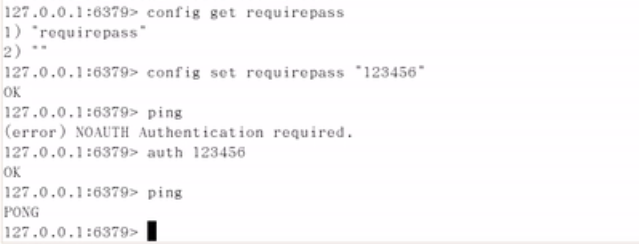 127.0.0.1:6379> config get requirepass
1) "requirepass"
2) ""
127.0.0.1:6379> config set requirepass "123456"
OK
127.0.0.1:6379> ping
(error) NOAUTH Authentication required.
127.0.0.1:6379> auth 123456
OK
127.0.0.1:6379> ping
PONG
127.0.0.1:6379>